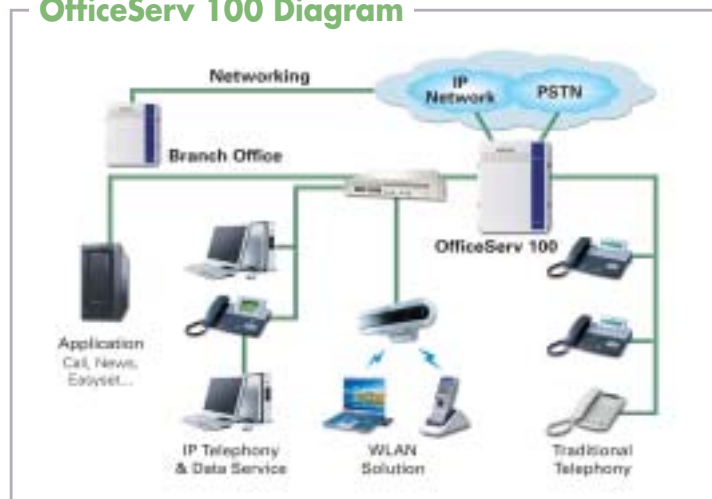 OfficeServ 100 Diagram
Networking
IP
Network
PSTN
Branch Office
OfficeServ 100
Application
Call, News,
Easyset...
IP Telephony
& Data Service
WLAN
Solution
Traditional
Telephony